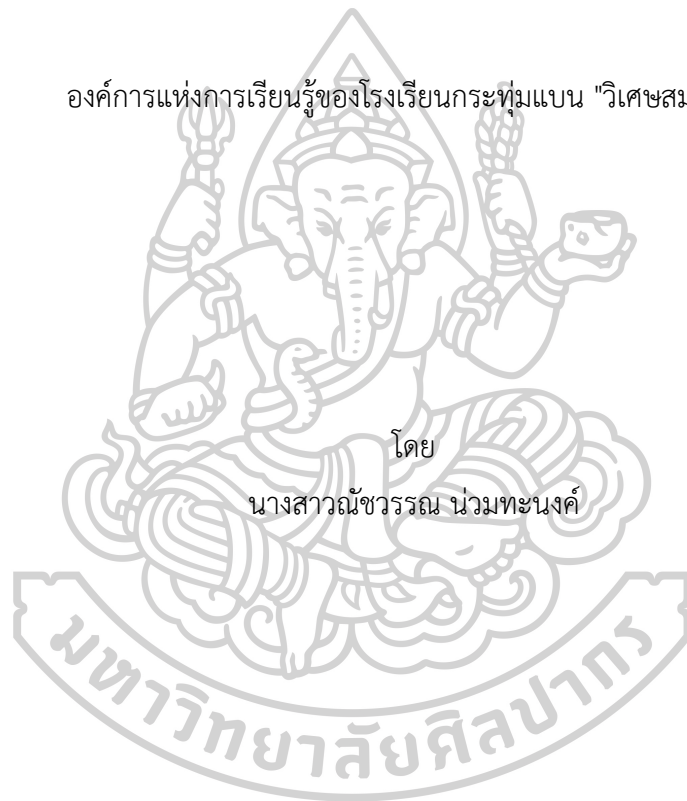 องค์การแห่งการเรียนรู้ของโรงเรียนกระทุ่มแบน "วิเศษสม
โดย
นางสาวณัชวรรณ น่วมทะนงค์
มหาวิทยาลัยศิลปากร